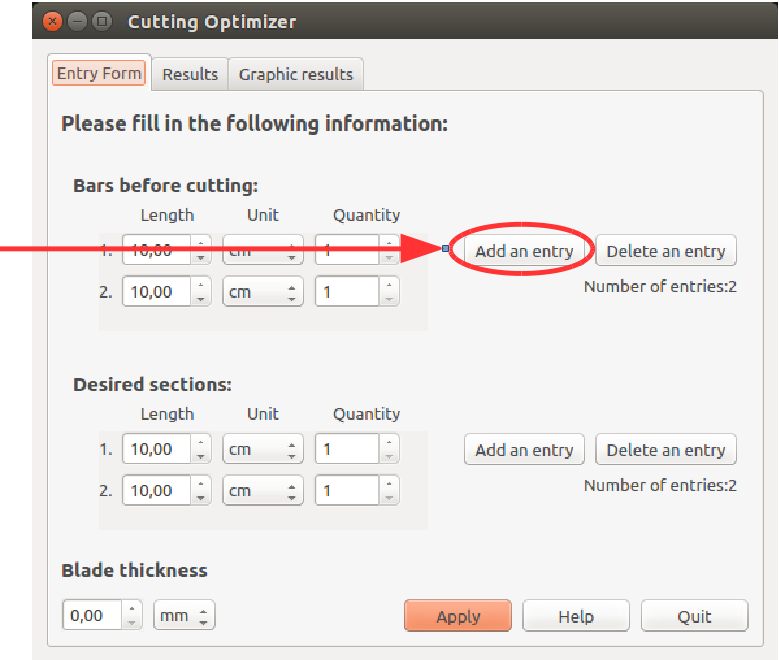 Cutting Optimizer
Entry Form Results Graphic results
Please fill in the following information:
Bars before cutting:
Length Unit Quantity
1. 10,00 cm 1 Add an entry Delete an entry
2. 10,00 cm 1 Number of entries:2
Desired sections:
Length Unit Quantity
1. 10,00 cm 1 Add an entry Delete an entry
2. 10,00 cm 1 Number of entries:2
Blade thickness
0,00 mm Apply Help Quit